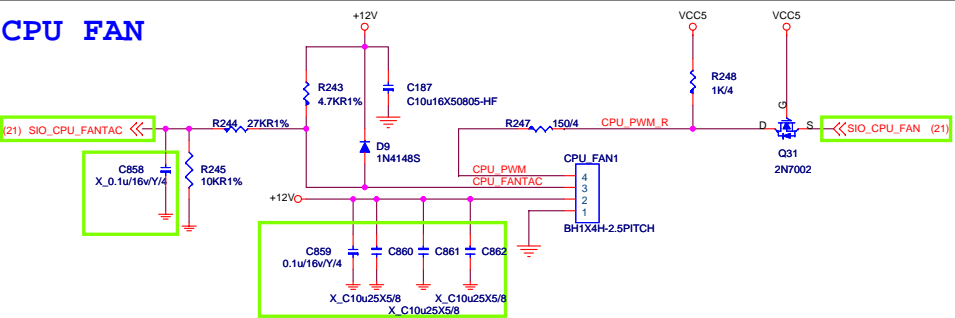 CPU FAN
+12V
VCC5
VCC5
R243
4.7KR1%
C187
C10u16X50805-HF
R248
1K/4
G
(21) SIO_CPU_FANTAC
R244
27KR1%
R247
150/4
CPU_PWM_R
D
S
SIO_CPU_FAN (21)
D9
1N4148S
Q31
2N7002
C858
X_0.1u/16v/Y/4
R245
10KR1%
CPU_FAN1
CPU_PWM
4
CPU_FANTAC
3
+12V
2
1
BH1X4H-2.5PITCH
C859
0.1u/16v/Y/4
C860
C861
C862
X_C10u25X5/8
X_C10u25X5/8
X_C10u25X5/8